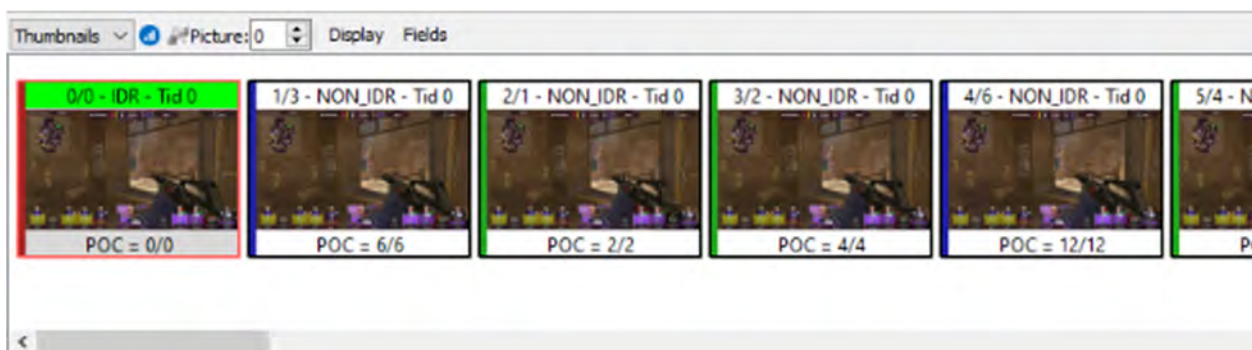 Thumbnails Picture: 0 Display Fields
0/0 - IDR - Tid 0 1/3 - NON_IDR - Tid 0 2/1 - NON_IDR - Tid 0 3/2 - NON_IDR - Tid 0 4/6 - NON_IDR - Tid 0 5/4 - N
POC = 0/0 POC = 6/6 POC = 2/2 POC = 4/4 POC = 12/12 P